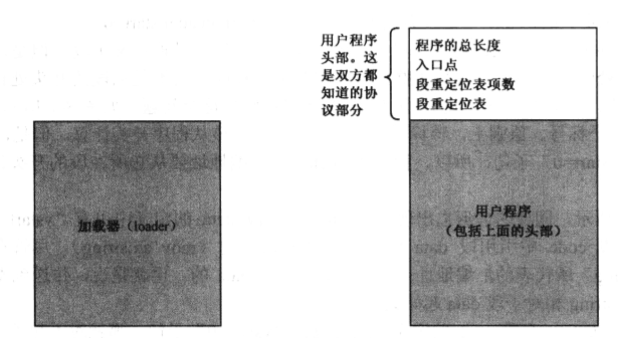 用户程序
头部。这
是双方都
知道的协
议部分
程序的总长度
入口点
段重定位表项数
段重定位表
加载器（loader）
用户程序
（包括上面的头部）